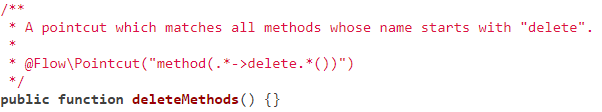 /**
 * A pointcut which matches all methods whose name starts with "delete".
 *
 * @Flow\Pointcut("method(.*->delete.*())")
 */
public function deleteMethods() {}